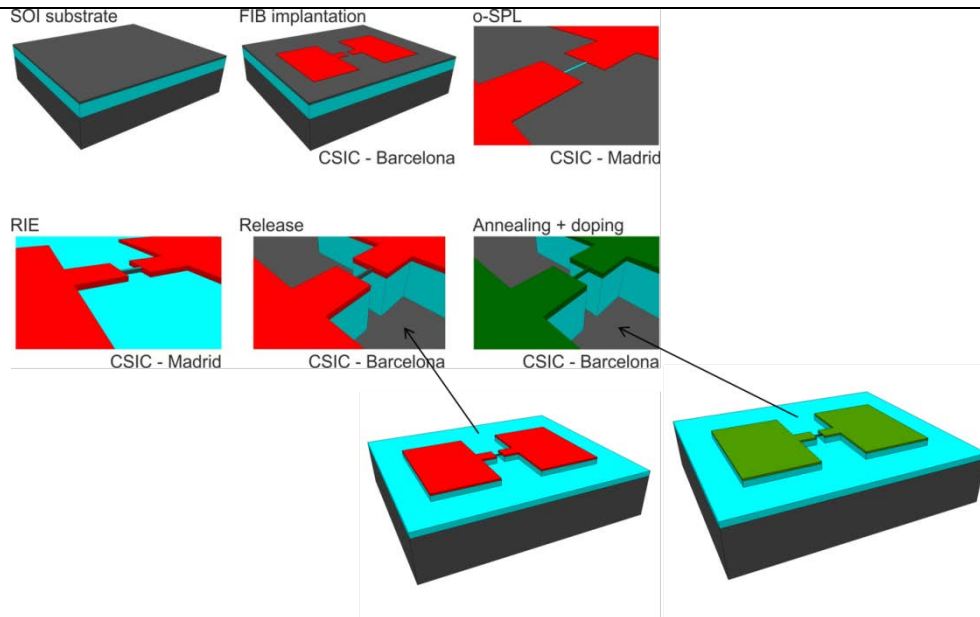 SOI substrate
FIB implantation
o-SPL
CSIC - Barcelona
CSIC - Madrid
RIE
Release
Annealing + doping
CSIC - Madrid
CSIC - Barcelona
CSIC - Barcelona